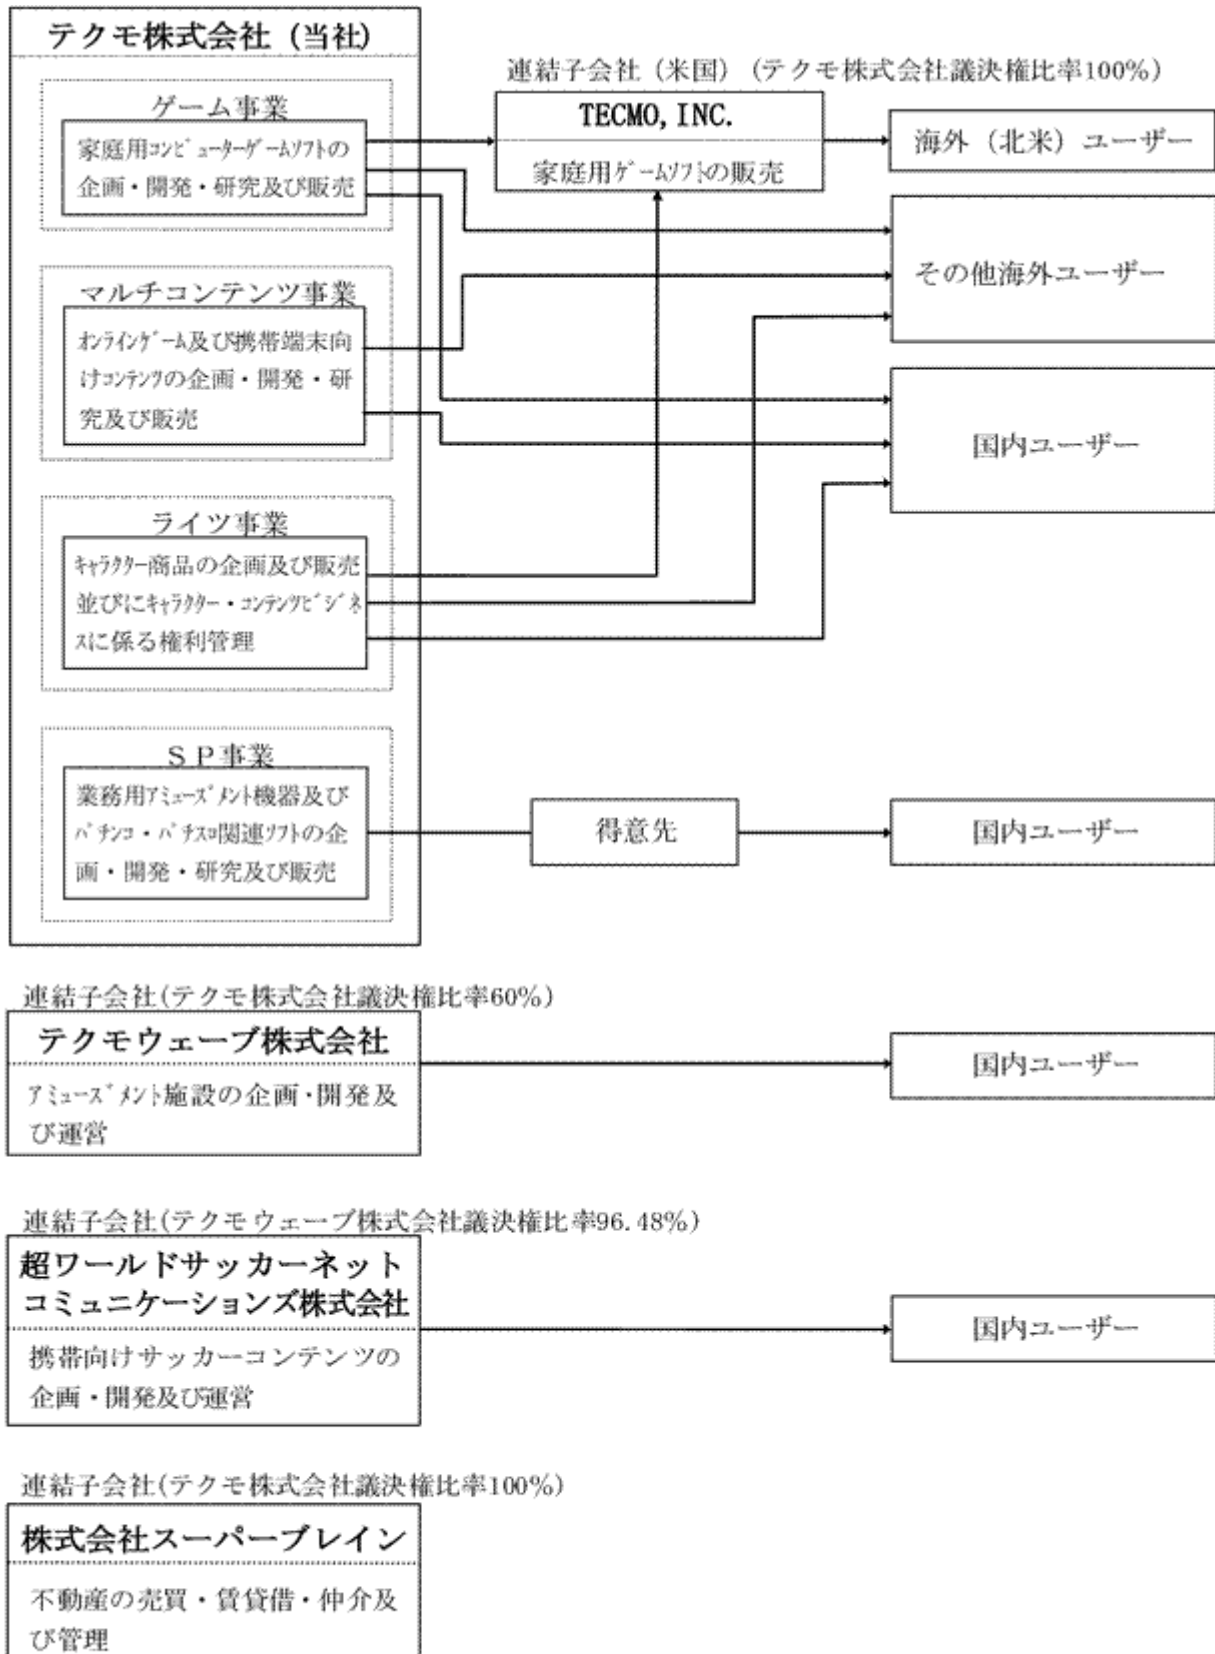 テクモ株式会社 (当社)
ゲーム事業
家庭用ｺﾝﾋﾟｭｰﾀｰｹﾞｰﾑｿﾌﾄの
企画・開発・研究及び販売
マルチコンテンツ事業
ｵﾝﾗｲﾝｹﾞｰﾑ及び携帯端末向
けｺﾝﾃﾝﾂの企画・開発・研
究及び販売
ライツ事業
ｷｬﾗｸﾀｰ商品の企画及び販売
並びにｷｬﾗｸﾀｰ・ｺﾝﾃﾝﾂﾋﾞｼﾞﾈ
ｽに係る権利管理
ＳＰ事業
業務用ｱﾐｭｰｽﾞﾒﾝﾄ機器及び
ﾊﾟﾁﾝｺ・ﾊﾟﾁｽﾛ関連ｿﾌﾄの企
画・開発・研究及び販売
連結子会社 (米国) (テクモ株式会社議決権比率100%)
TECMO, INC.
家庭用ｹﾞｰﾑｿﾌﾄの販売
海外 (北米) ユーザー
その他海外ユーザー
国内ユーザー
得意先
国内ユーザー
連結子会社(テクモ株式会社議決権比率60%)
テクモウェーブ株式会社
ｱﾐｭｰｽﾞﾒﾝﾄ施設の企画・開発及
び運営
国内ユーザー
連結子会社(テクモウェーブ株式会社議決権比率96.48%)
超ワールドサッカーネット
コミュニケーションズ株式会社
携帯向けサッカーコンテンツの
企画・開発及び運営
国内ユーザー
連結子会社(テクモ株式会社議決権比率100%)
株式会社スーパーブレイン
不動産の売買・賃貸借・仲介及
び管理